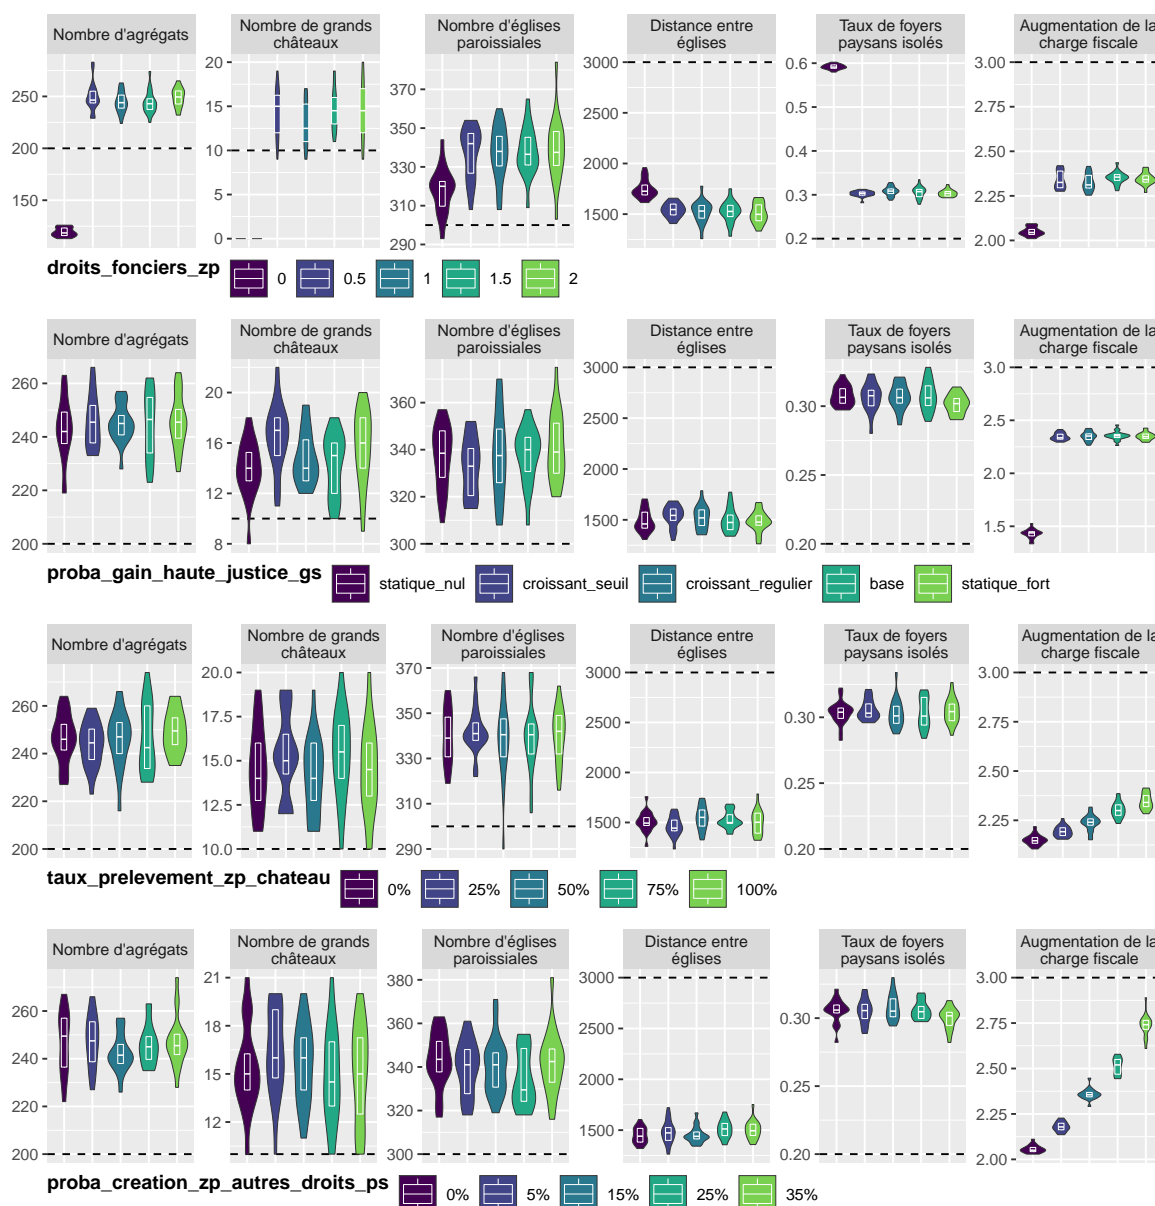 Nombre d'agrégats
Nombre de grands
châteaux
Nombre d'églises
paroissiales
Distance entre
églises
Taux de foyers
paysans isolés
Augmentation de la
charge fiscale
250
200
150
20
15
10
5
0
370
350
330
310
290
3000
2500
2000
1500
0.6
0.5
0.4
0.3
0.2
3.00
2.75
2.50
2.25
2.00
droits_fonciers_zp
0 0.5 1 1.5 2
Nombre d'agrégats
Nombre de grands
châteaux
Nombre d'églises
paroissiales
Distance entre
églises
Taux de foyers
paysans isolés
Augmentation de la
charge fiscale
260
240
220
200
20
16
12
8
360
340
320
300
3000
2500
2000
1500
0.30
0.25
0.20
3.0
2.5
2.0
1.5
proba_gain_haute_justice_gs
statique_nul croissant_seuil croissant_regulier base statique_fort
Nombre d'agrégats
Nombre de grands
châteaux
Nombre d'églises
paroissiales
Distance entre
églises
Taux de foyers
paysans isolés
Augmentation de la
charge fiscale
260
240
220
200
20.0
17.5
15.0
12.5
10.0
370
350
330
310
290
3000
2500
2000
1500
0.30
0.25
0.20
3.00
2.75
2.50
2.25
taux_prelevement_zp_chateau
0% 25% 50% 75% 100%
Nombre d'agrégats
Nombre de grands
châteaux
Nombre d'églises
paroissiales
Distance entre
églises
Taux de foyers
paysans isolés
Augmentation de la
charge fiscale
260
240
220
200
21
18
15
12
380
360
340
320
300
3000
2500
2000
1500
0.30
0.25
0.20
3.00
2.75
2.50
2.25
2.00
proba_creation_zp_autres_droits_ps
0% 5% 15% 25% 35%